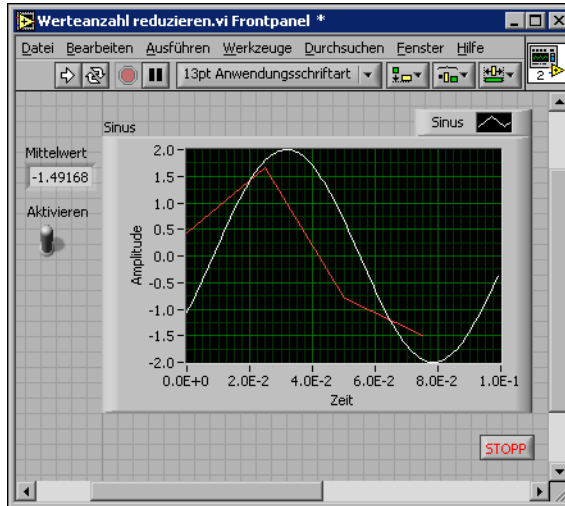 Werteanzahl reduzieren.vi Frontpanel *
Datei Bearbeiten Ausführen Werkzeuge Durchsuchen Fenster Hilfe
13pt Anwendungsschriftart
2
Sinus
Sinus
Mittelwert
-1.49168
Aktivieren
Amplitude
2.0
1.5
1.0
0.5
0.0
-0.5
-1.0
-1.5
-2.0
0.0E+0 2.0E-2 4.0E-2 6.0E-2 8.0E-2 1.0E-1
Zeit
STOPP